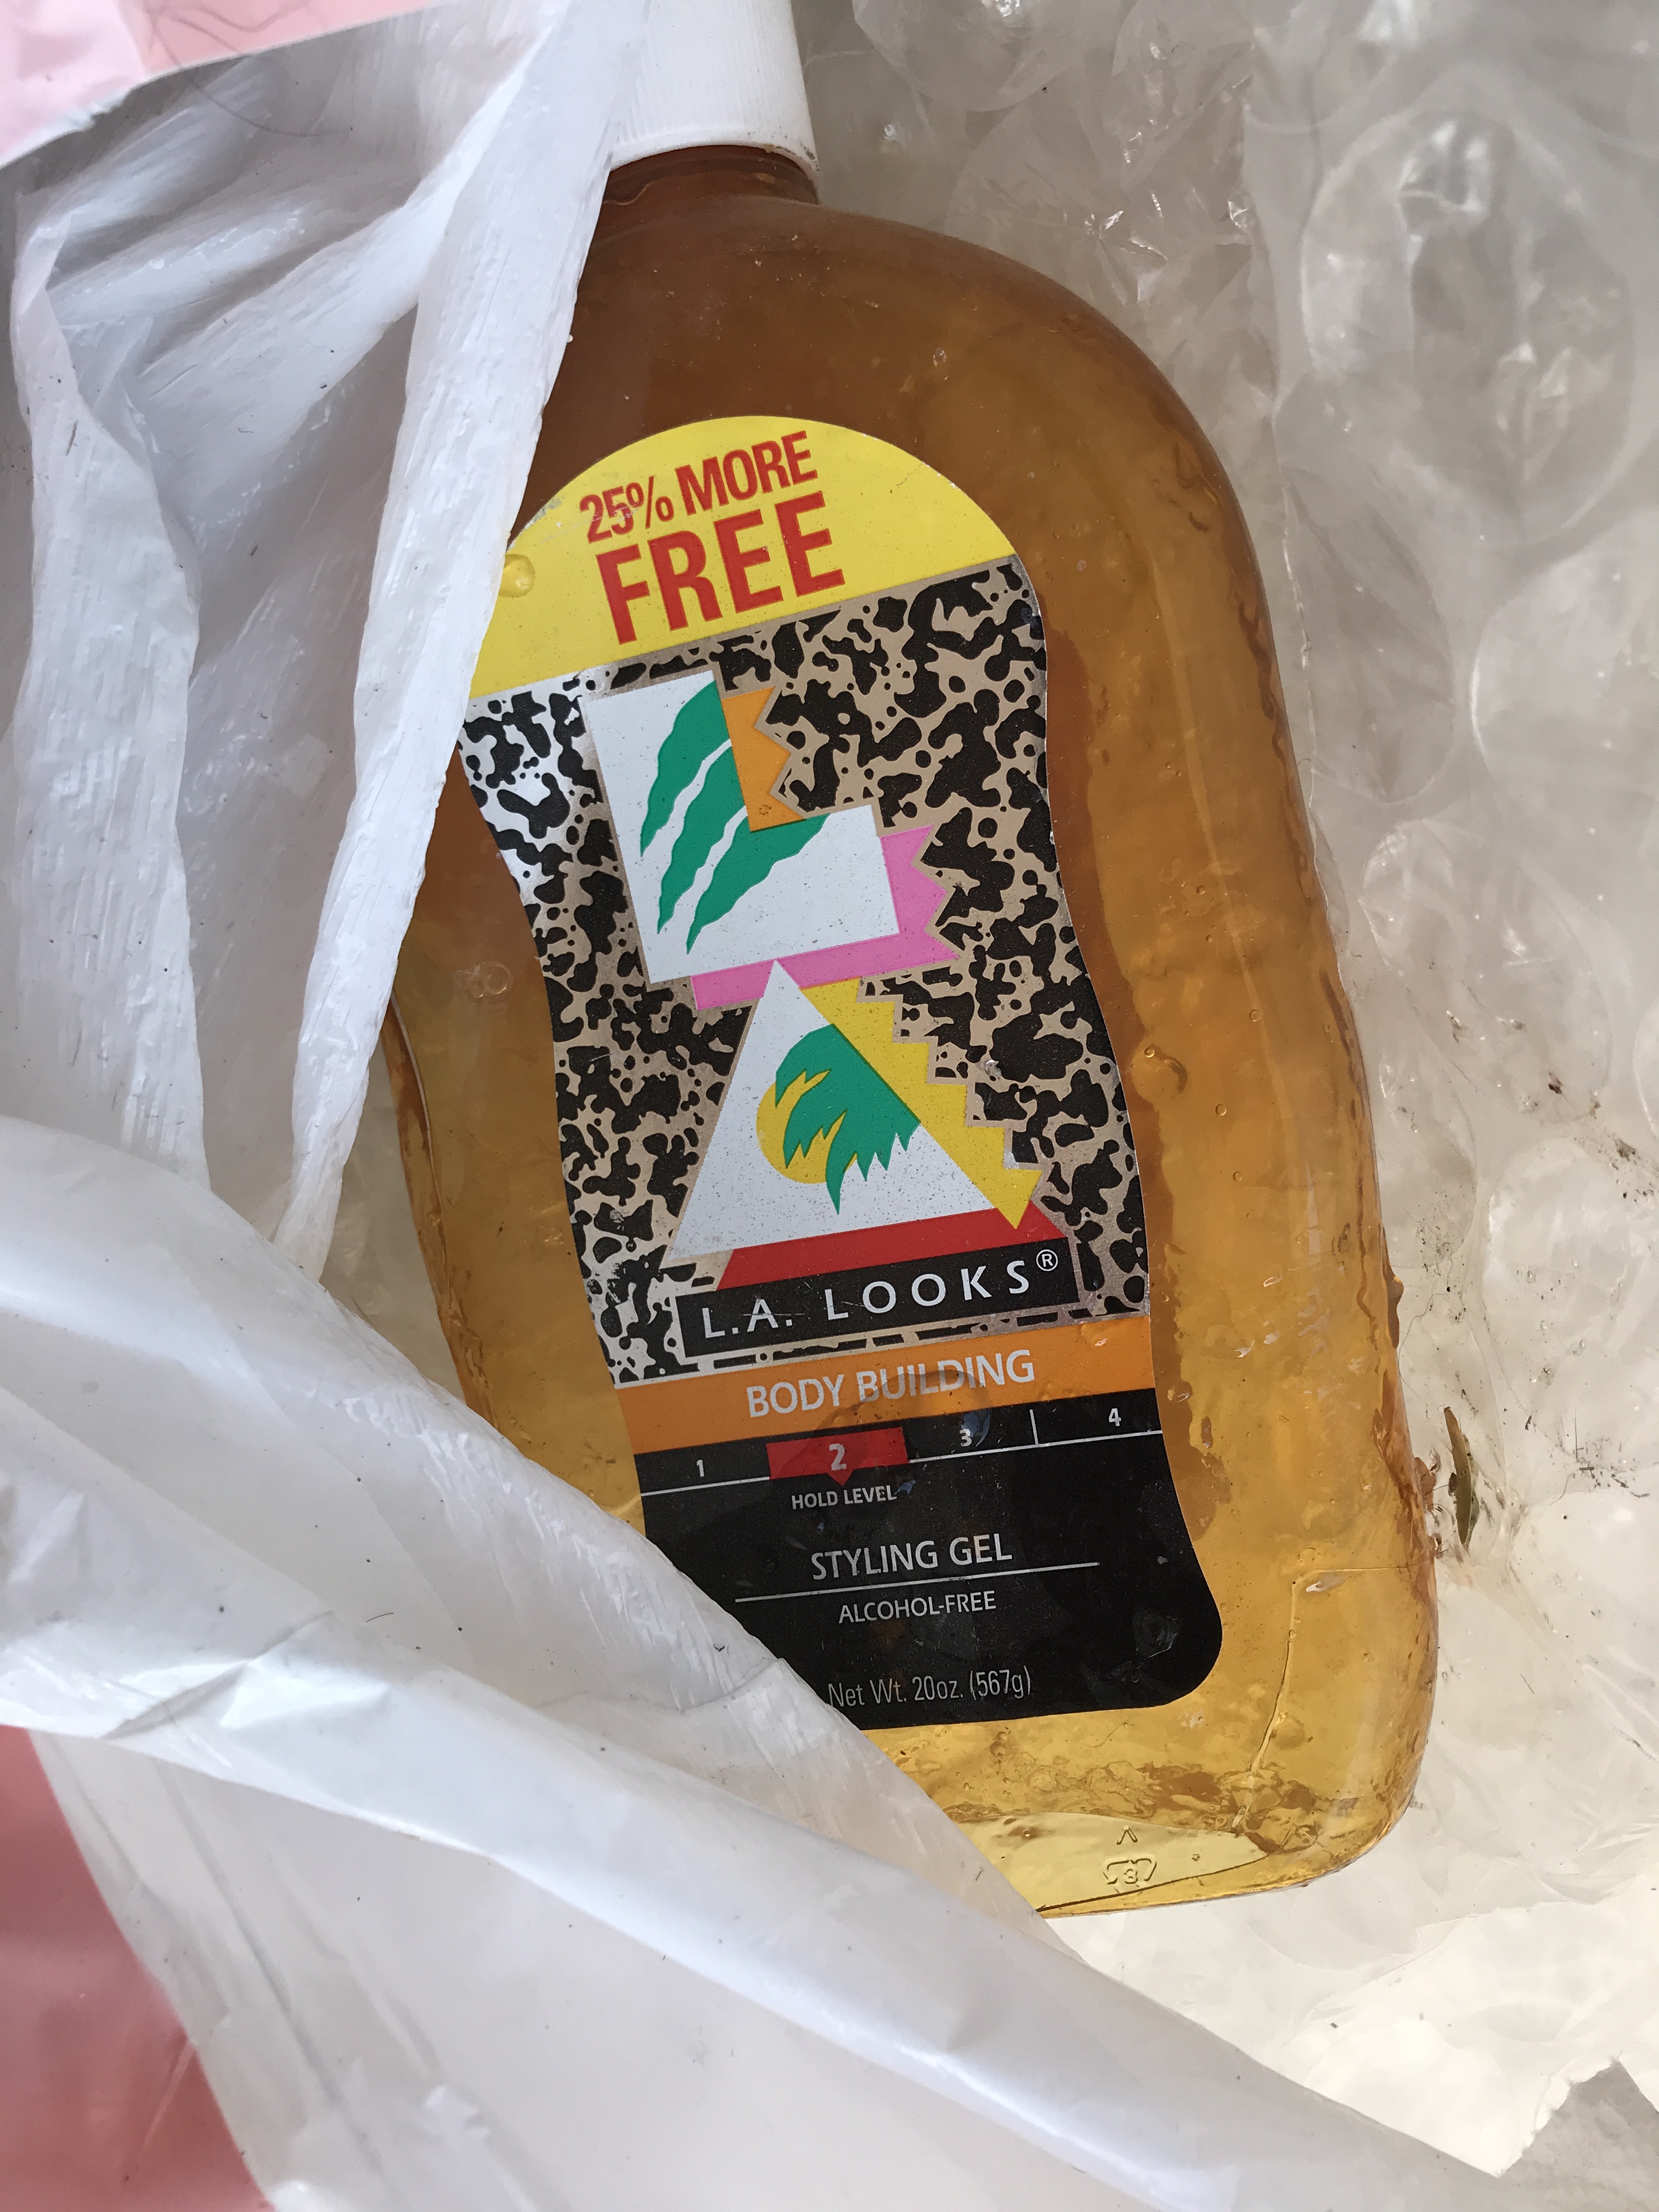 25% MORE
FREE
L.A. LOOKS®
BODY BUILDING
1 2 3 4
HOLD LEVEL
STYLING GEL
ALCOHOL-FREE
Net Wt. 20oz. (567g)
3